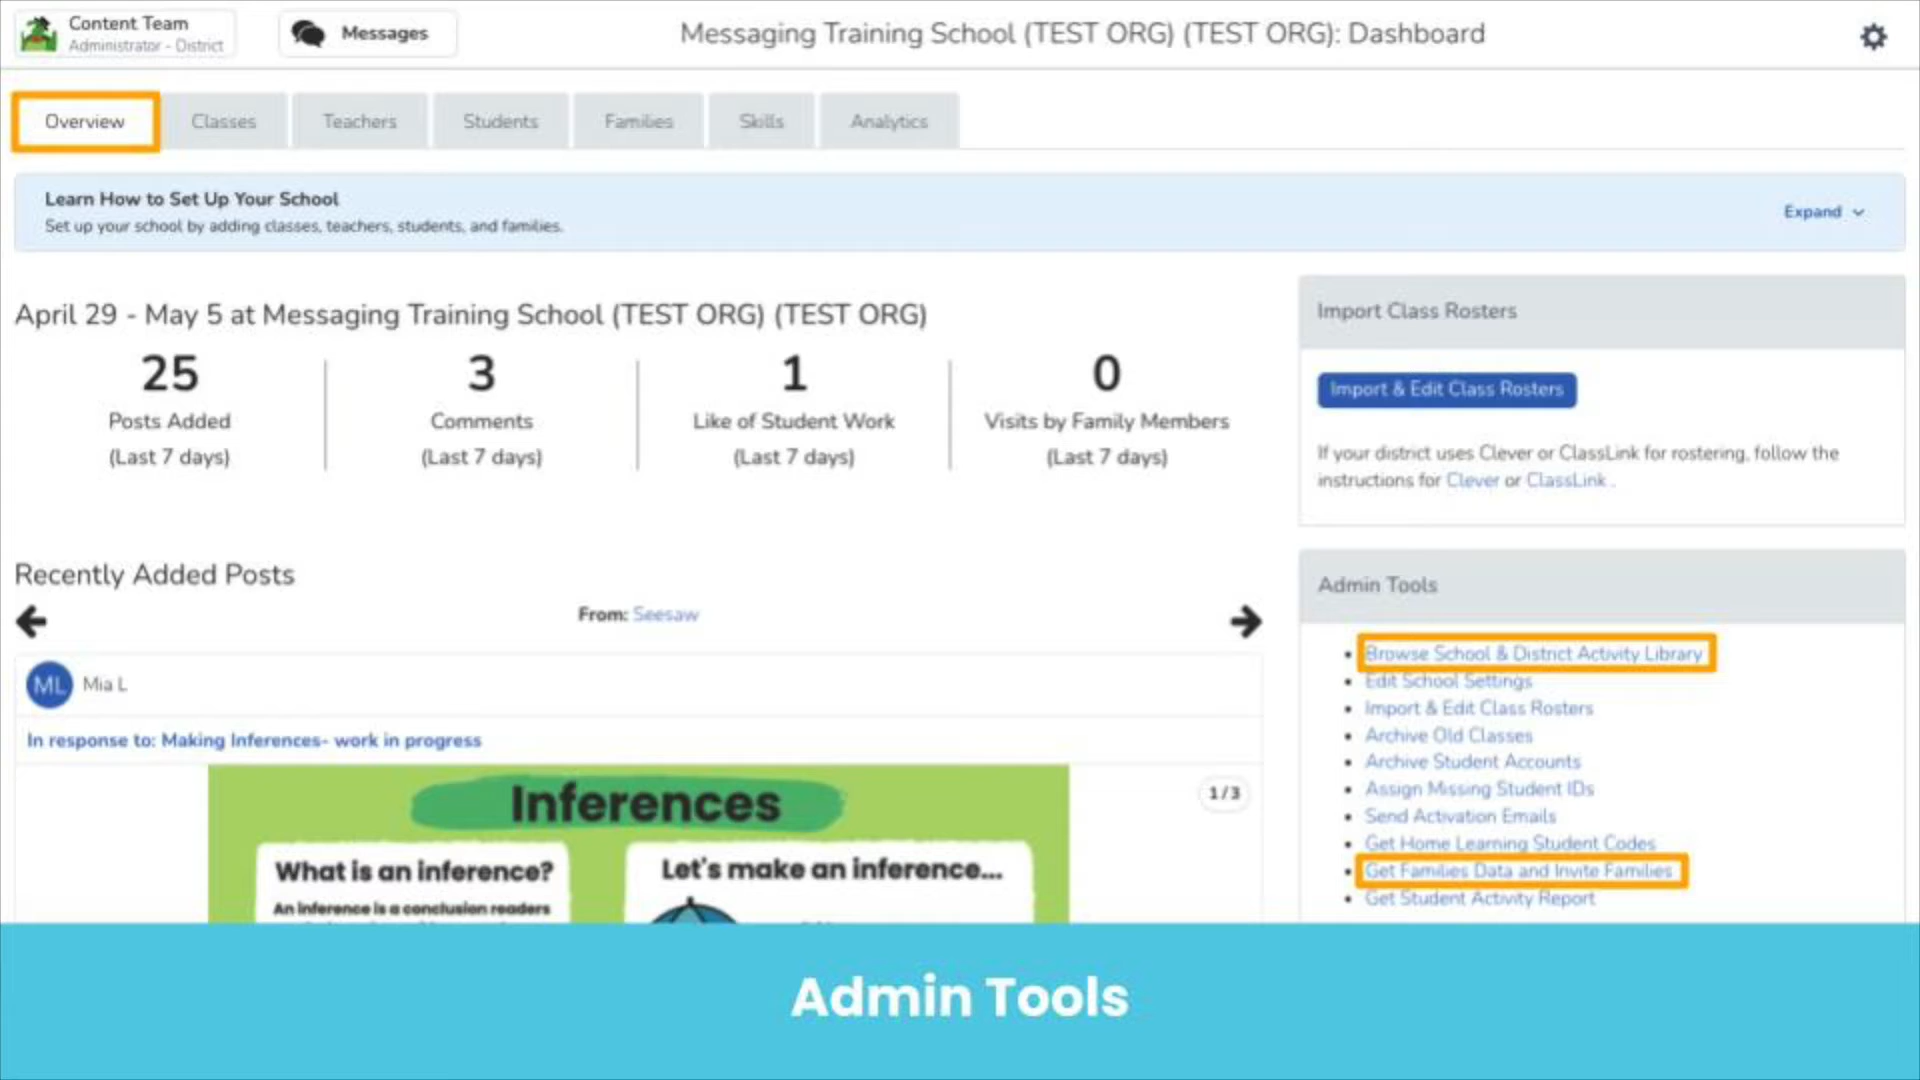 Content Team
Administrator - District
Messages
Messaging Training School (TEST ORG) (TEST ORG): Dashboard
Overview
Classes
Teachers
Students
Families
Skills
Analytics
Learn How to Set Up Your School
Set up your school by adding classes, teachers, students, and families.
Expand
April 29 - May 5 at Messaging Training School (TEST ORG) (TEST ORG)
25
Posts Added
(Last 7 days)
3
Comments
(Last 7 days)
1
Like of Student Work
(Last 7 days)
0
Visits by Family Members
(Last 7 days)
Import Class Rosters
Import & Edit Class Rosters
If your district uses Clever or ClassLink for rostering, follow the
instructions for Clever or ClassLink .
Recently Added Posts
From: Seesaw
ML
Mia L
In response to: Making Inferences- work in progress
1/3
Inferences
What is an inference?
An inference is a conclusion readers
Let's make an inference...
Admin Tools
Browse School & District Activity Library
Edit School Settings
Import & Edit Class Rosters
Archive Old Classes
Archive Student Accounts
Assign Missing Student IDs
Send Activation Emails
Get Home Learning Student Codes
Get Families Data and Invite Families
Get Student Activity Report
Admin Tools